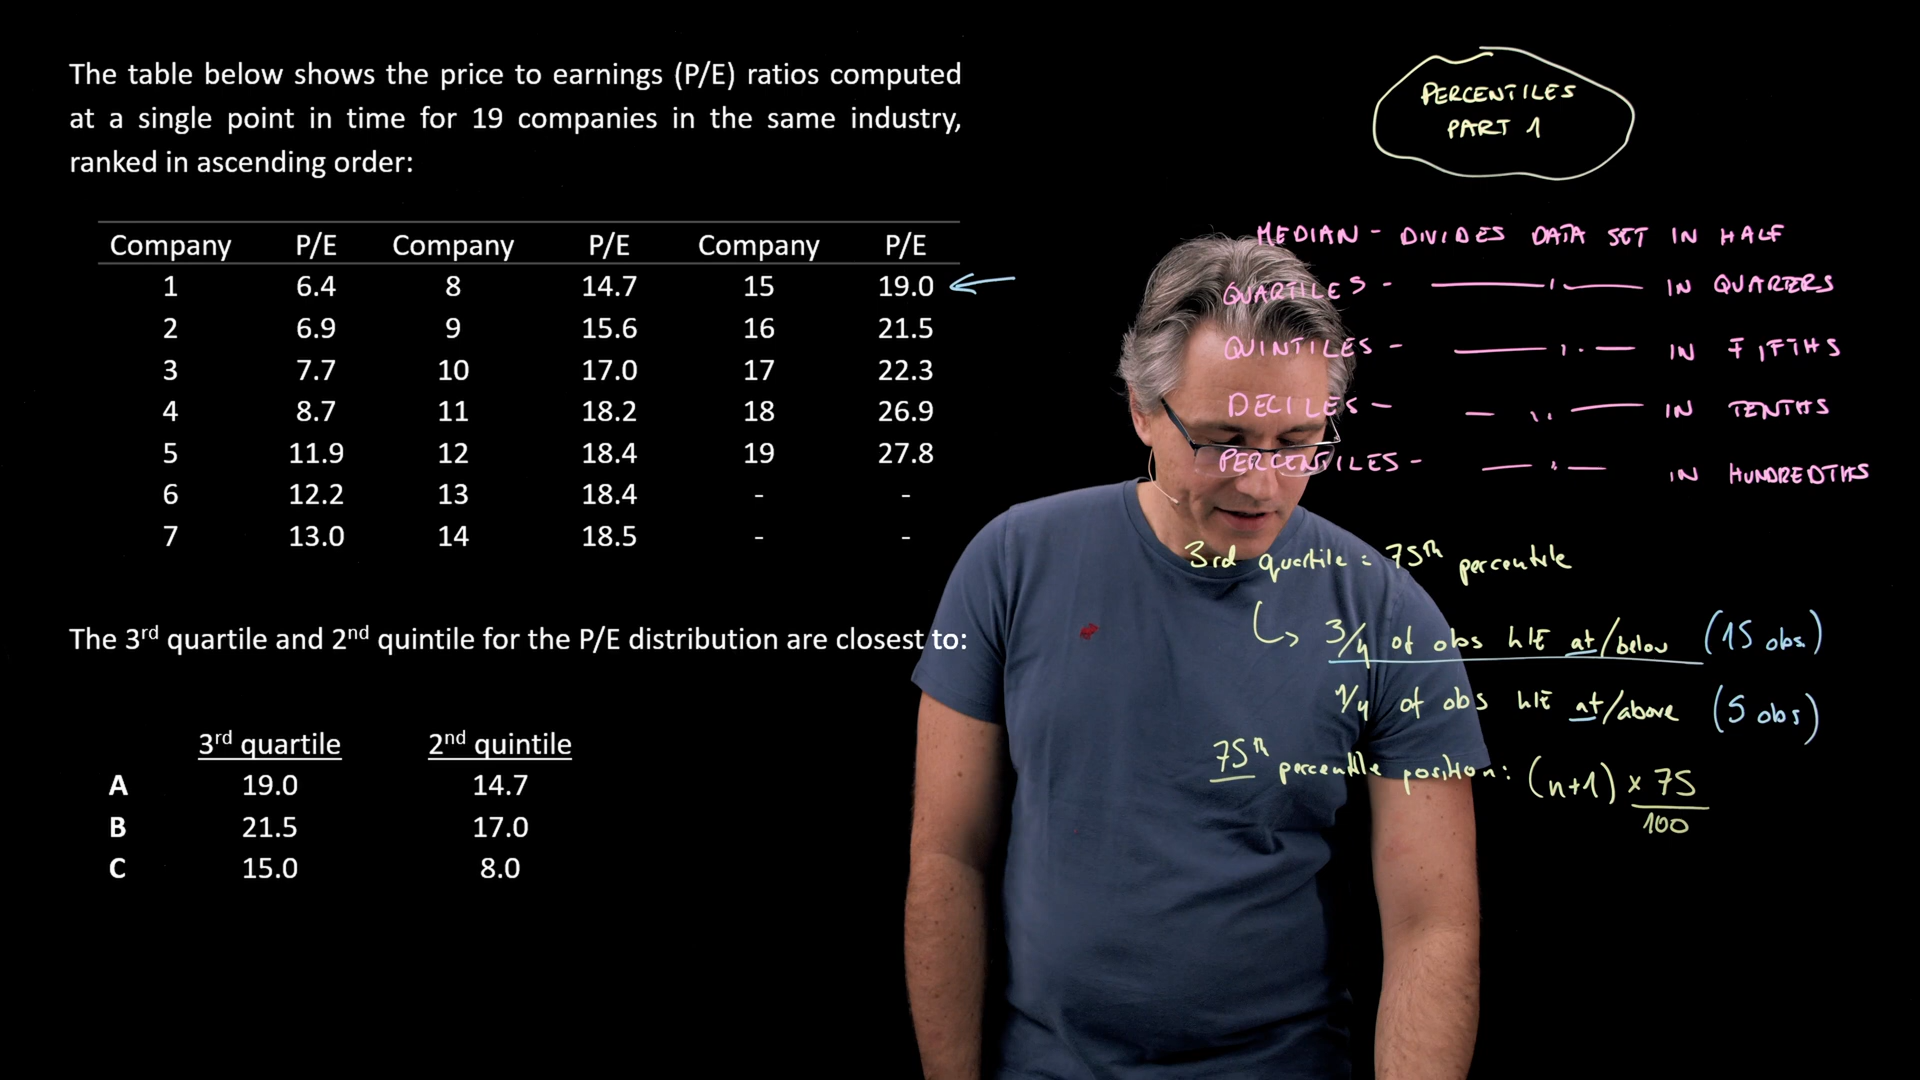 The table below shows the price to earnings (P/E) ratios computed
at a single point in time for 19 companies in the same industry,
ranked in ascending order:
Company P/E Company P/E Company P/E
1 6.4 8 14.7 15 19.0
2 6.9 9 15.6 16 21.5
3 7.7 10 17.0 17 22.3
4 8.7 11 18.2 18 26.9
5 11.9 12 18.4 19 27.8
6 12.2 13 18.4 - -
7 13.0 14 18.5 - -
The 3rd quartile and 2nd quintile for the P/E distribution are closest to:
3rd quartile 2nd quintile
A 19.0 14.7
B 21.5 17.0
C 15.0 8.0
PERCENTILES
PART 1
MEDIAN - DIVIDES DATA SET IN HALF
QUARTILES - IN QUARTERS
QUINTILES - IN FIFTHS
DECILES - IN TENTHS
PERCENTILES - IN HUNDREDTHS
3rd quartile = 75th percentile
3/4 of obs LIE at/below (15 obs.)
1/4 of obs LIE at/above (5 obs)
75th percentile position: (n+1) × 75
100